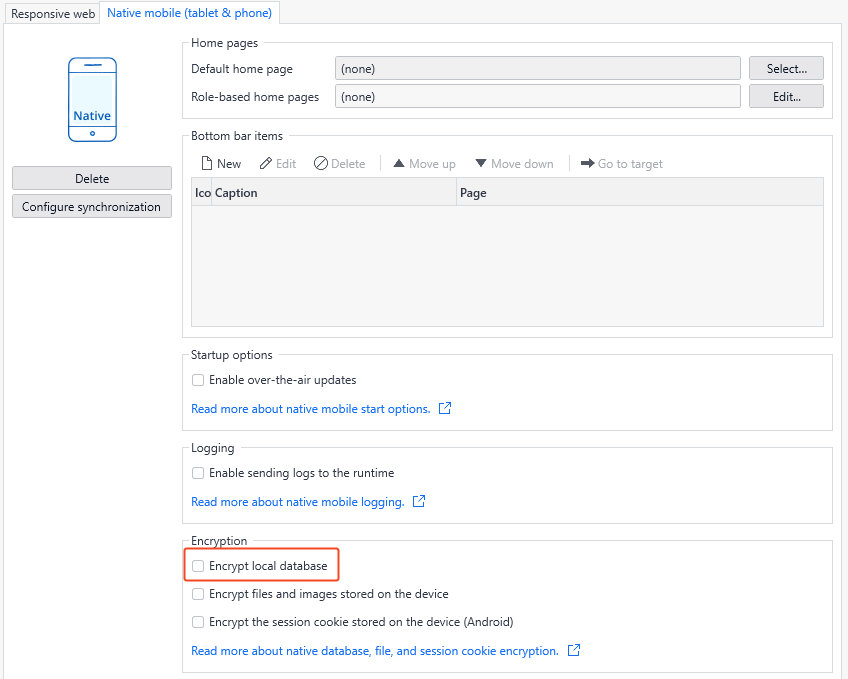 Responsive web Native mobile (tablet & phone)
Native
Delete
Configure synchronization
Home pages
Default home page (none) Select...
Role-based home pages (none) Edit...
Bottom bar items
New Edit Delete Move up Move down Go to target
Ico Caption Page
Startup options
Enable over-the-air updates
Read more about native mobile start options.
Logging
Enable sending logs to the runtime
Read more about native mobile logging.
Encryption
Encrypt local database
Encrypt files and images stored on the device
Encrypt the session cookie stored on the device (Android)
Read more about native database, file, and session cookie encryption.